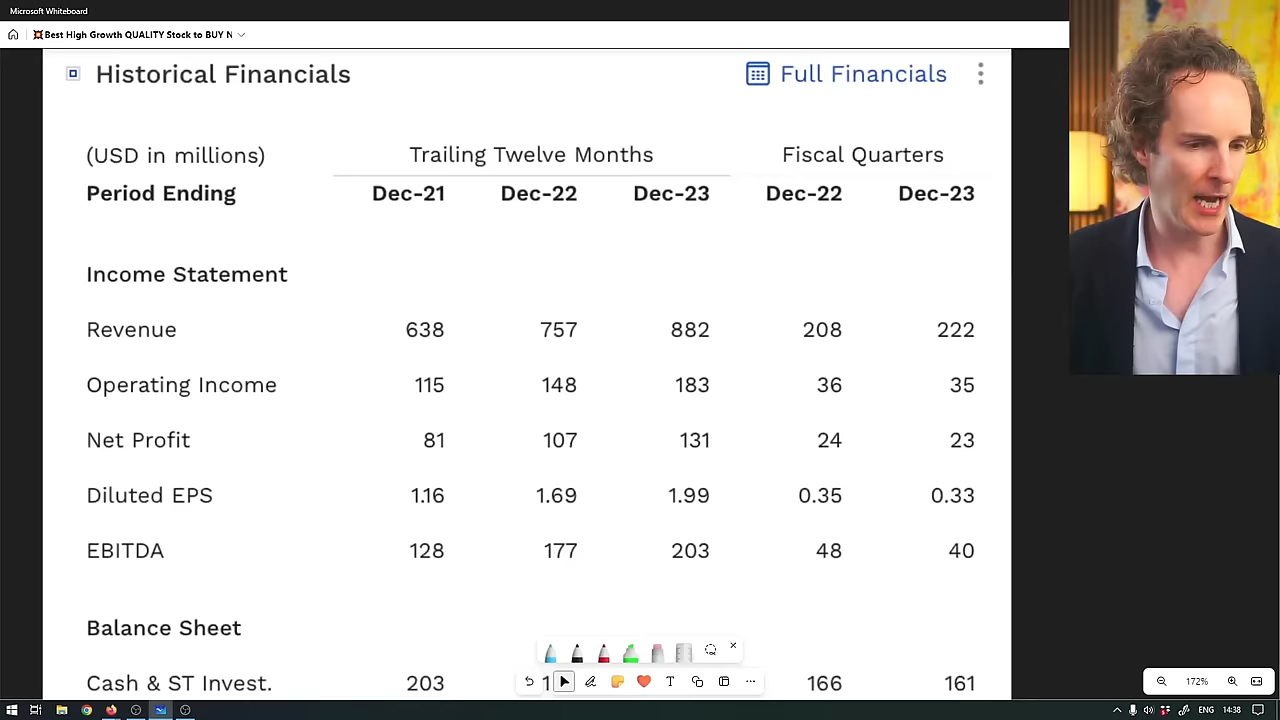 Microsoft Whiteboard
💥Best High Growth QUALITY Stock to BUY N
Historical Financials
Full Financials
(USD in millions) Trailing Twelve Months Fiscal Quarters
Period Ending Dec-21 Dec-22 Dec-23 Dec-22 Dec-23
Income Statement
Revenue 638 757 882 208 222
Operating Income 115 148 183 36 35
Net Profit 81 107 131 24 23
Diluted EPS 1.16 1.69 1.99 0.35 0.33
EBITDA 128 177 203 48 40
Balance Sheet
Cash & ST Invest. 203 166 161
172%
ENG 14:38